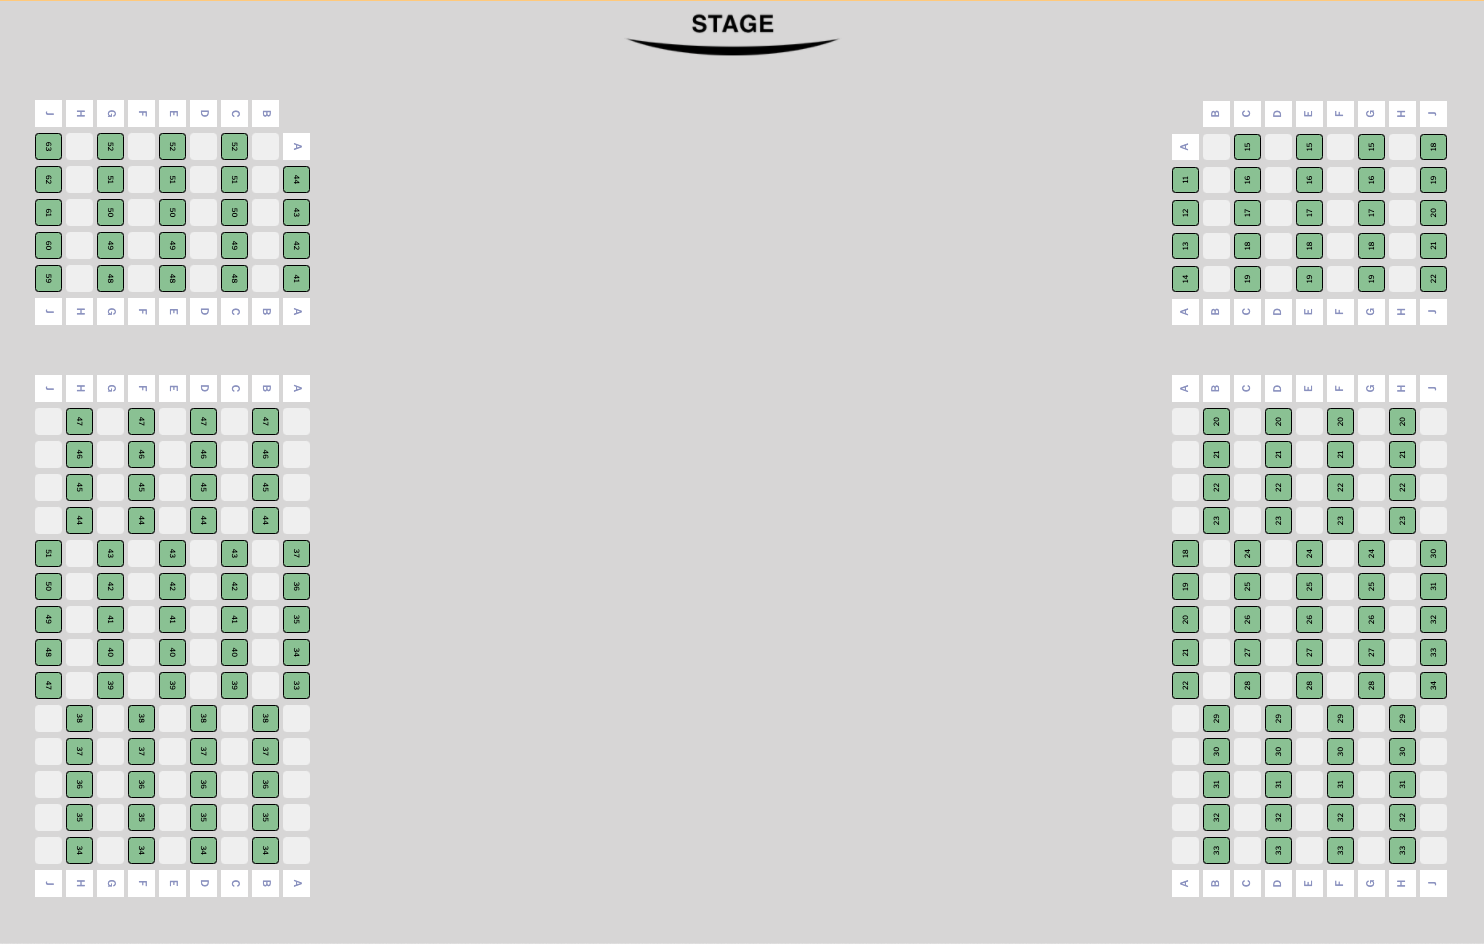 STAGE
J H G F E D C B
B C D E F G H J
63 52 52 52 A
A 15 15 15 18
62 51 51 51 44
11 16 16 16 19
61 50 50 50 43
12 17 17 17 20
60 49 49 49 42
13 18 18 18 21
59 48 48 48 41
14 19 19 19 22
J H G F E D C B A
A B C D E F G H J
J H G F E D C B A
A B C D E F G H J
47 47 47 47
20 20 20 20
46 46 46 46
21 21 21 21
45 45 45 45
22 22 22 22
44 44 44 44
23 23 23 23
51 43 43 43 37
18 24 24 24 30
50 42 42 42 36
19 25 25 25 31
49 41 41 41 35
20 26 26 26 32
48 40 40 40 34
21 27 27 27 33
47 39 39 39 33
22 28 28 28 34
38 38 38 38
29 29 29 29
37 37 37 37
30 30 30 30
36 36 36 36
31 31 31 31
35 35 35 35
32 32 32 32
34 34 34 34
33 33 33 33
J H G F E D C B A
A B C D E F G H J